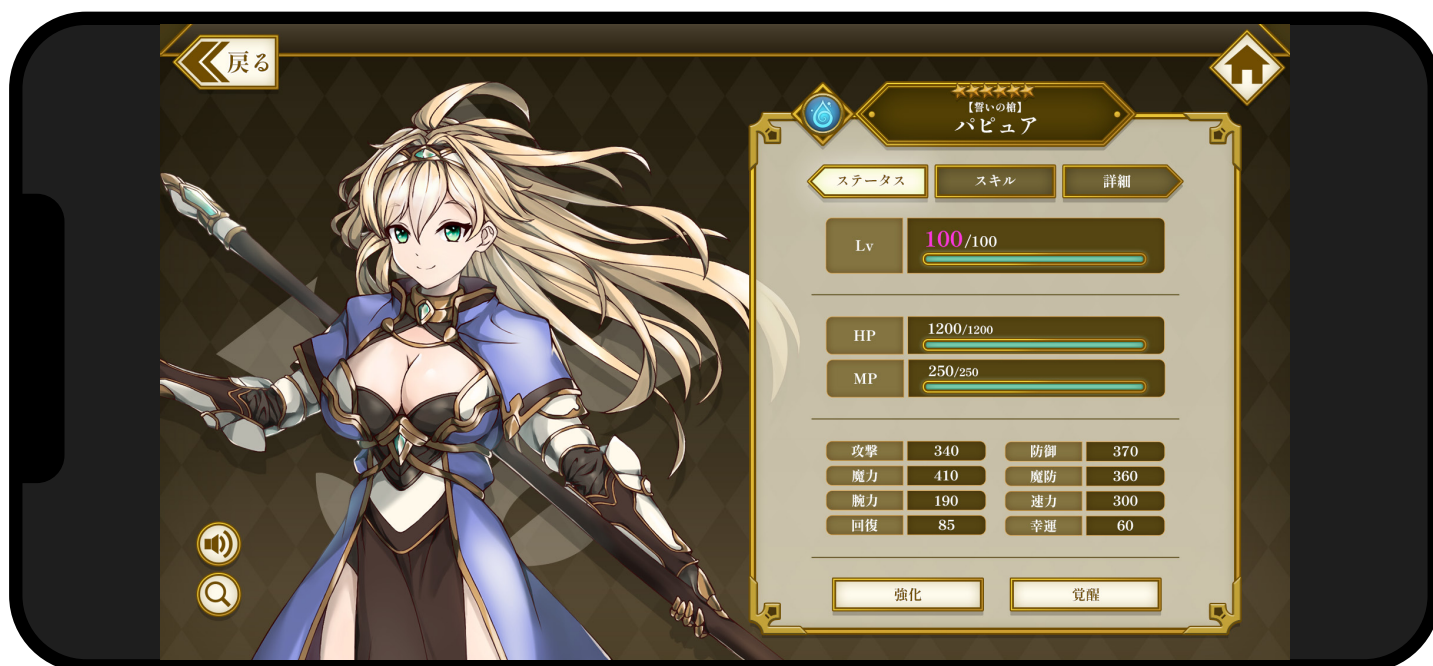 戻る
【誓いの槍】
パピュア
ステータス スキル 詳細
Lv 100/100
HP 1200/1200
MP 250/250
攻撃 340 防御 370
魔力 410 魔防 360
腕力 190 速力 300
回復 85 幸運 60
強化 覚醒